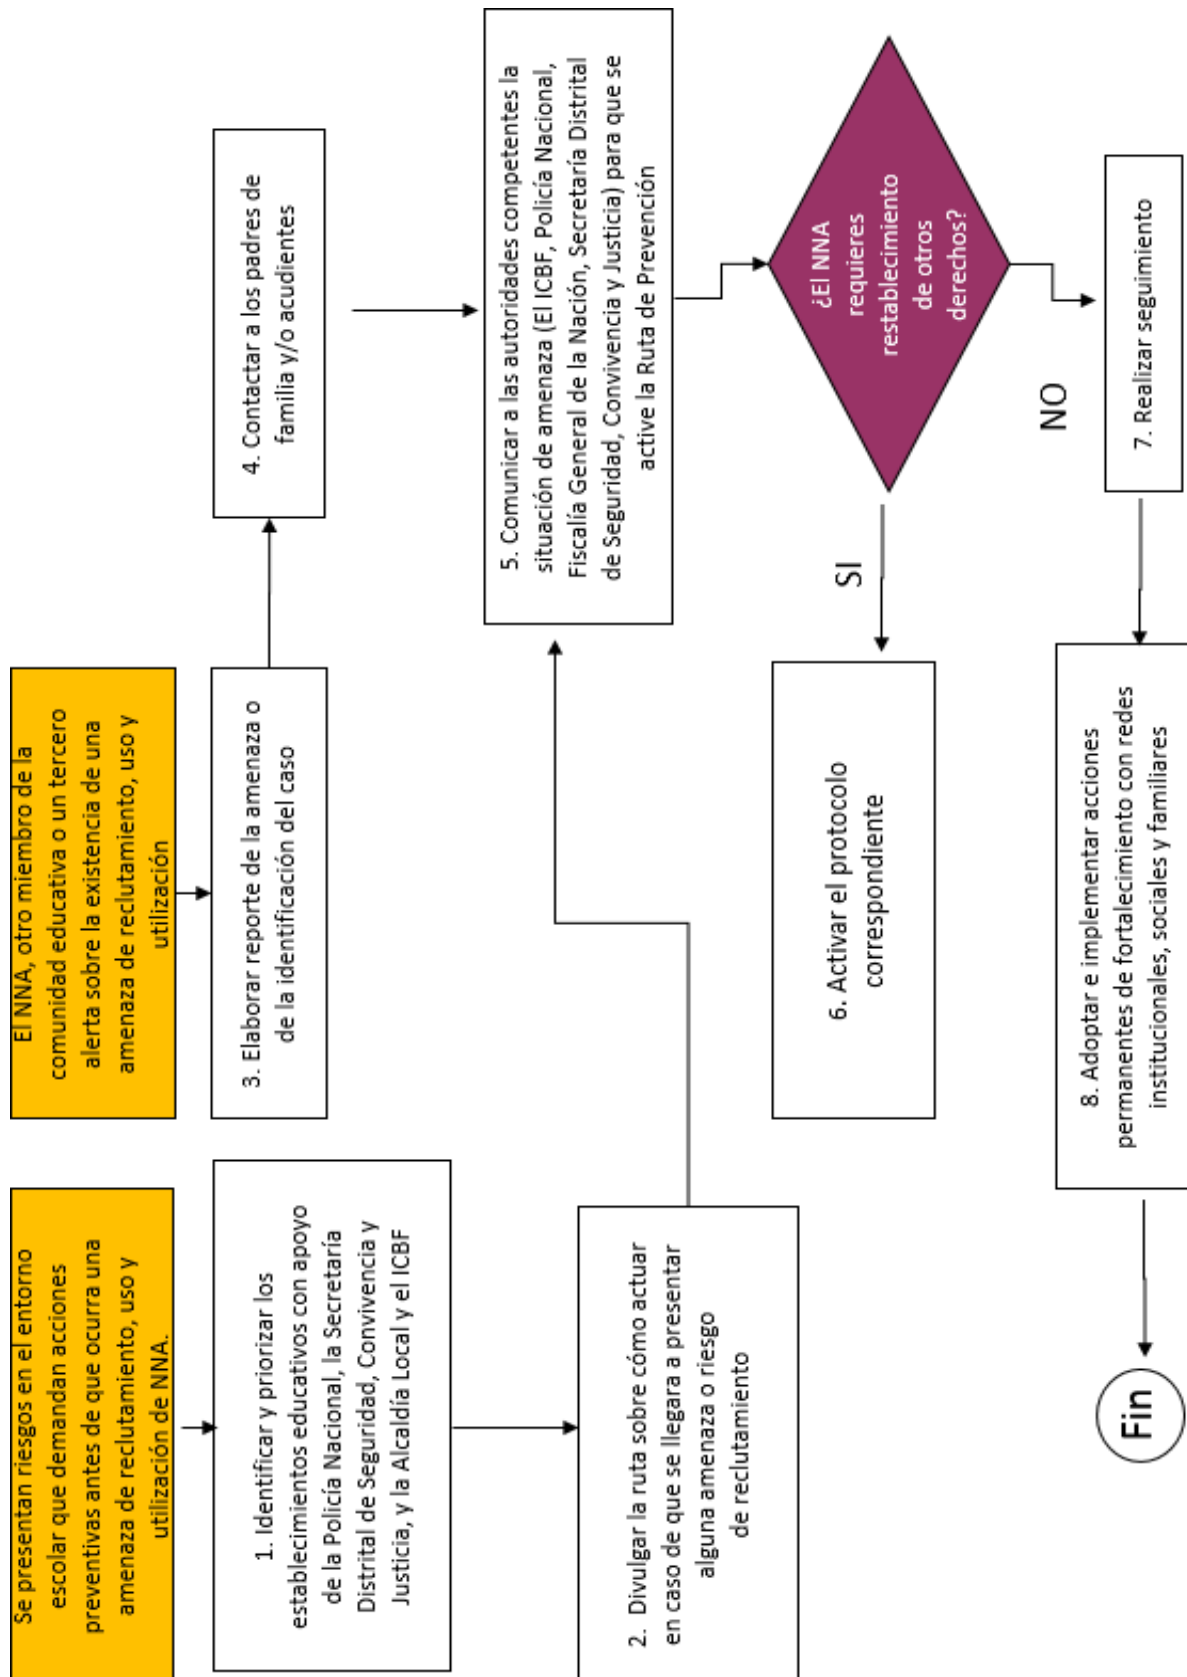 Se presentan riesgos en el entorno
escolar que demandan acciones
preventivas antes de que ocurra una
amenaza de reclutamiento, uso y
utilización de NNA.
1. Identificar y priorizar los
establecimientos educativos con apoyo
de la Policía Nacional, la Secretaría
Distrital de Seguridad, Convivencia y
Justicia, y la Alcaldía Local y el ICBF
2. Divulgar la ruta sobre cómo actuar
en caso de que se llegara a presentar
alguna amenaza o riesgo
de reclutamiento
El NNA, otro miembro de la
comunidad educativa o un tercero
alerta sobre la existencia de una
amenaza de reclutamiento, uso y
utilización
3. Elaborar reporte de la amenaza o
de la identificación del caso
4. Contactar a los padres de
familia y/o acudientes
5. Comunicar a las autoridades competentes la
situación de amenaza (El ICBF, Policía Nacional,
Fiscalía General de la Nación, Secretaría Distrital
de Seguridad, Convivencia y Justicia) para que se
active la Ruta de Prevención
¿El NNA
requieres
restablecimiento
de otros
derechos?
SI
NO
6. Activar el protocolo
correspondiente
7. Realizar seguimiento
8. Adoptar e implementar acciones
permanentes de fortalecimiento con redes
institucionales, sociales y familiares
Fin